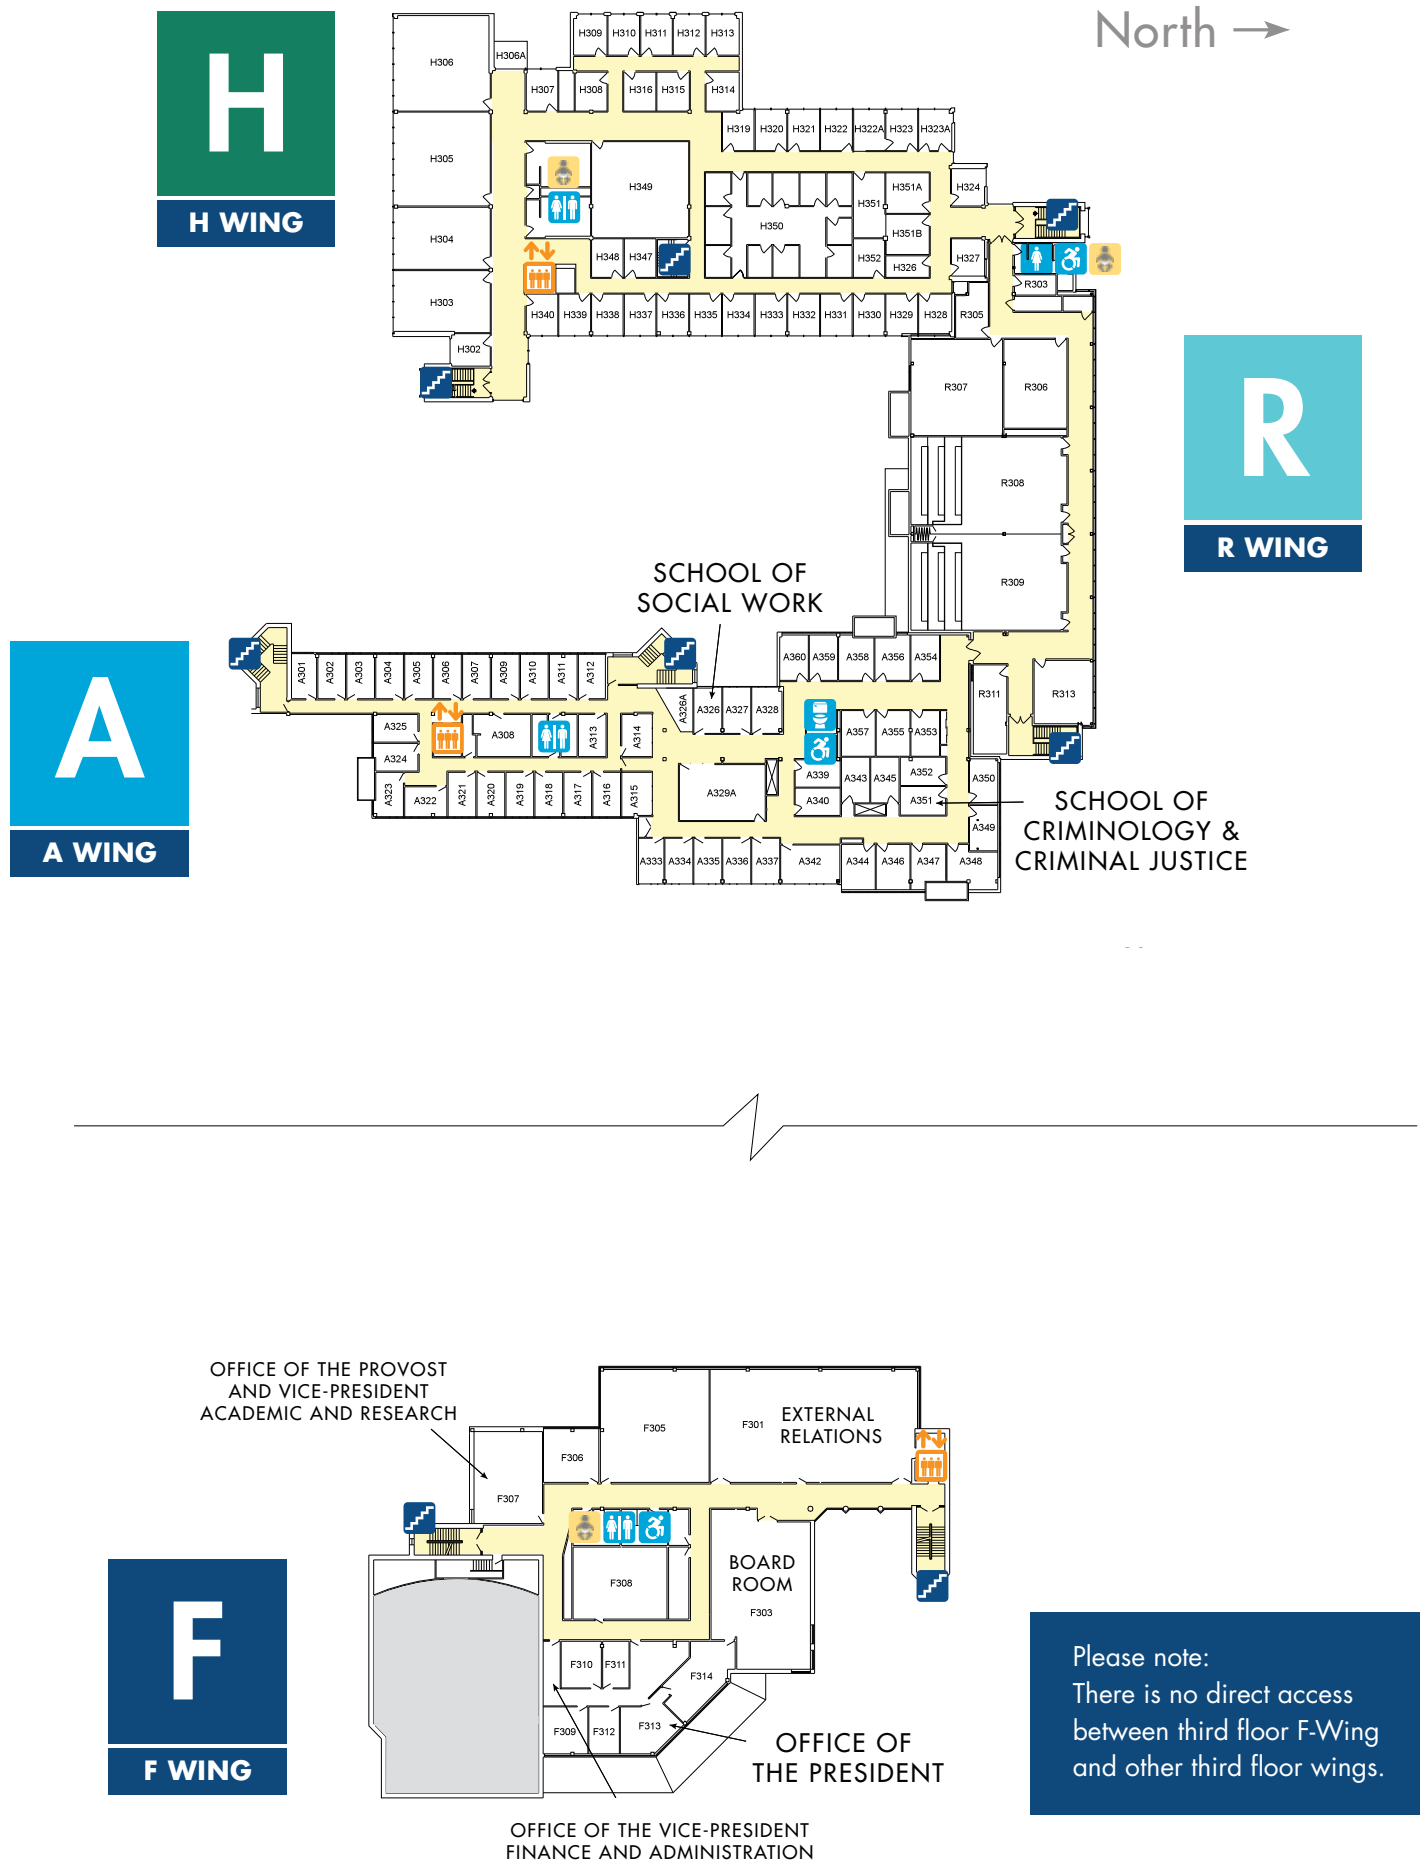 North
H
H WING
H306
H306A
H309
H310
H311
H312
H313
H307
H308
H316
H315
H314
H319
H320
H321
H322
H322A
H323
H323A
H305
H349
H351A
H324
H351
H350
H351B
H304
H348
H347
H352
H326
H327
R303
H303
H340
H339
H338
H337
H336
H335
H334
H333
H332
H331
H330
H329
H328
R305
H302
R
R WING
R307
R306
R308
R309
R311
R313
SCHOOL OF
SOCIAL WORK
A
A WING
A301
A302
A303
A304
A305
A306
A307
A309
A310
A311
A312
A360
A359
A358
A356
A354
A326A
A326
A327
A328
A325
A308
A313
A314
A357
A355
A353
A324
A339
A343
A345
A352
A350
A323
A322
A321
A320
A319
A318
A317
A316
A315
A329A
A340
A351
A349
SCHOOL OF
CRIMINOLOGY &
CRIMINAL JUSTICE
A333
A334
A335
A336
A337
A342
A344
A346
A347
A348
OFFICE OF THE PROVOST
AND VICE-PRESIDENT
ACADEMIC AND RESEARCH
F305
F301
EXTERNAL
RELATIONS
F306
F307
F
F WING
BOARD
ROOM
F308
F303
F310
F311
F314
F309
F312
F313
OFFICE OF
THE PRESIDENT
OFFICE OF THE VICE-PRESIDENT
FINANCE AND ADMINISTRATION
Please note:
There is no direct access
between third floor F-Wing
and other third floor wings.